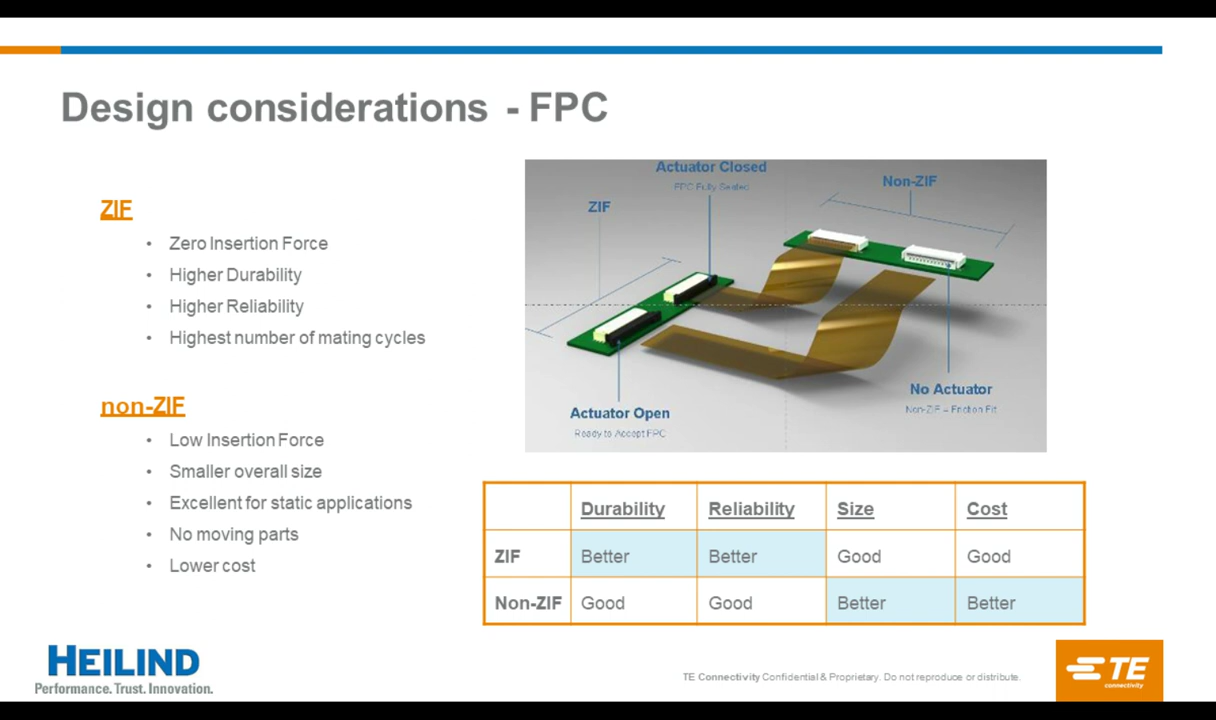 Design considerations - FPC
ZIF
• Zero Insertion Force
• Higher Durability
• Higher Reliability
• Highest number of mating cycles
non-ZIF
• Low Insertion Force
• Smaller overall size
• Excellent for static applications
• No moving parts
• Lower cost
Actuator Closed
FPC Fully Seated
ZIF
Non-ZIF
Actuator Open
Ready to Accept FPC
No Actuator
Non-ZIF = Friction Fit
Durability Reliability Size Cost
ZIF Better Better Good Good
Non-ZIF Good Good Better Better
HEILIND
Performance. Trust. Innovation.
TE Connectivity Confidential & Proprietary. Do not reproduce or distribute.
TE
connectivity